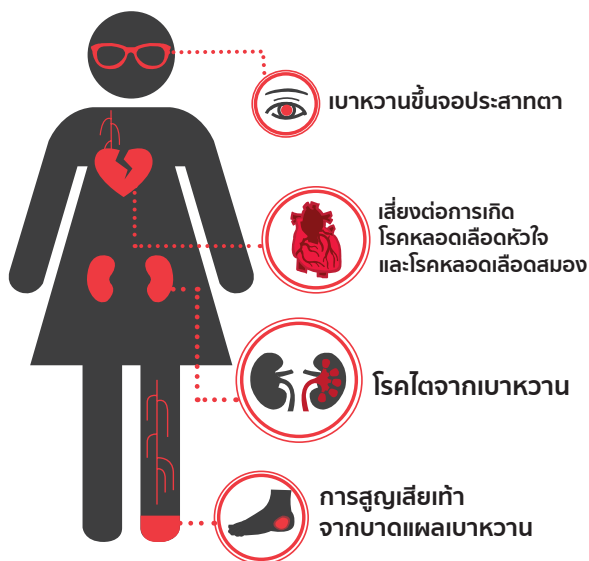 เบาหวานขึ้นจอประสาทตา
เสี่ยงต่อการเกิด
โรคหลอดเลือดหัวใจ
และโรคหลอดเลือดสมอง
โรคไตจากเบาหวาน
การสูญเสียเท้า
จากบาดแผลเบาหวาน